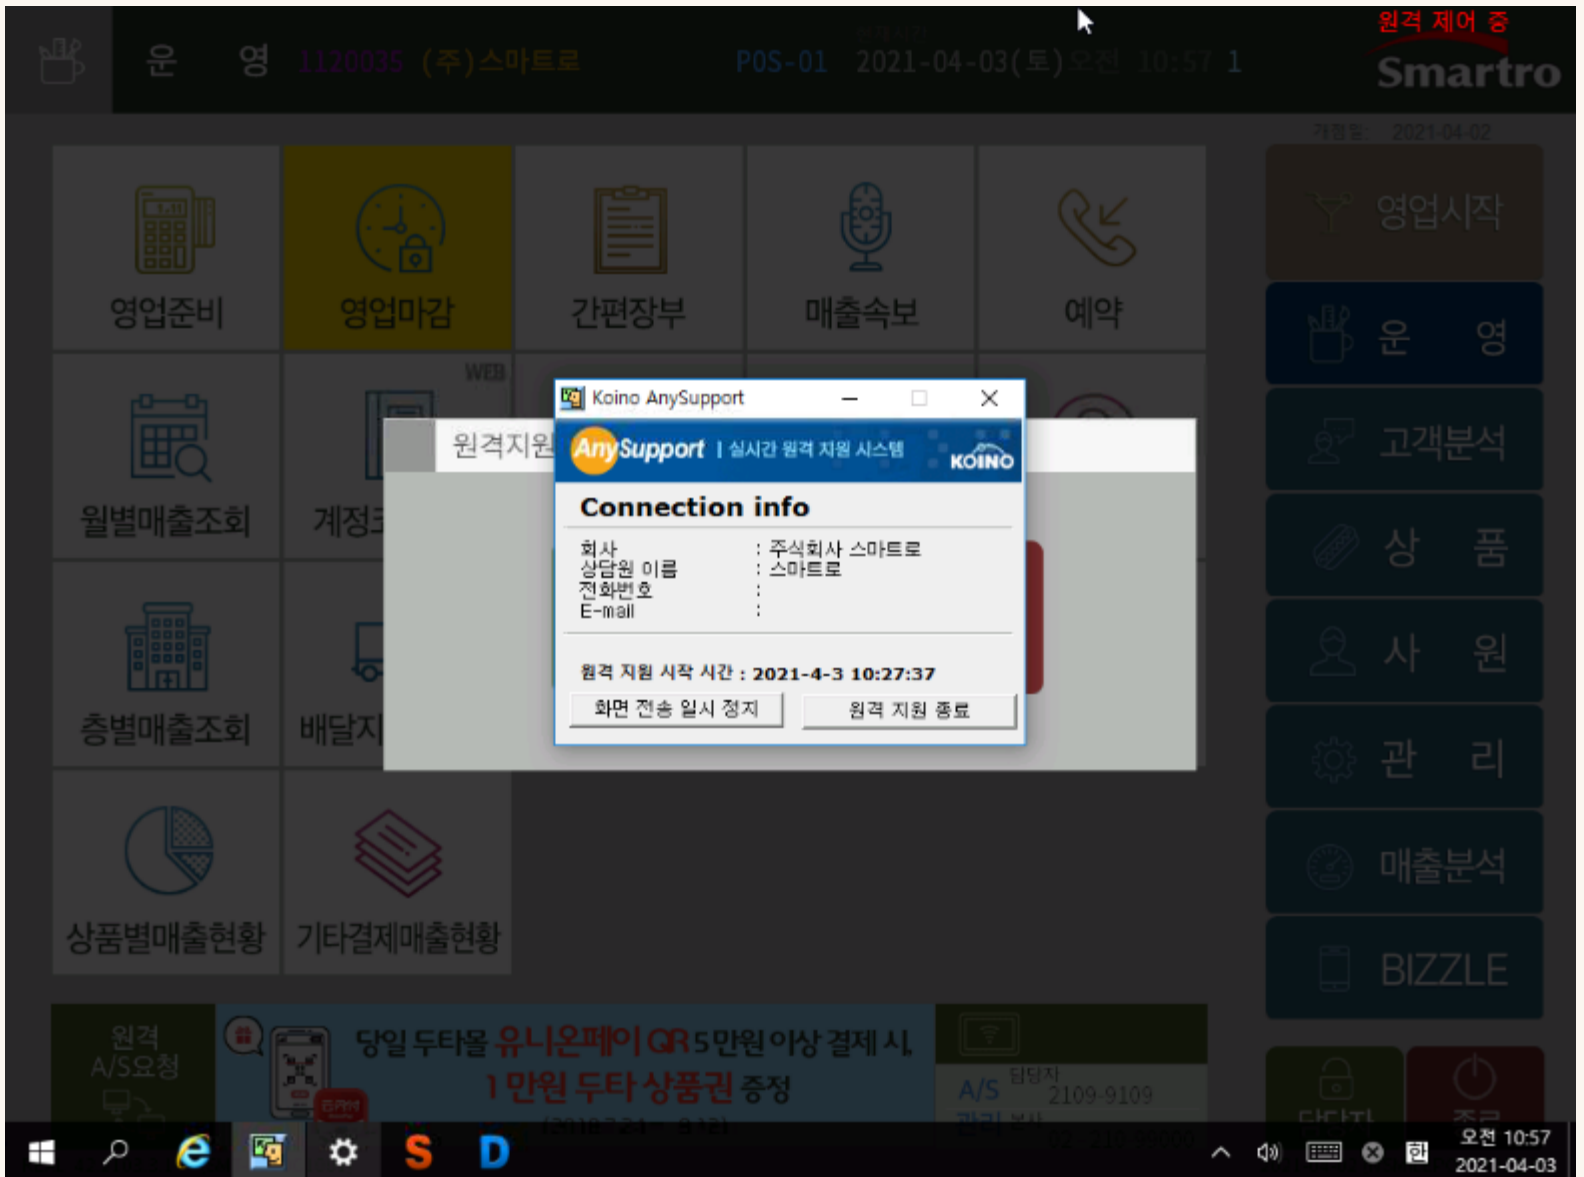 원격 제어 중
운 영 1120035 (주)스마트로 POS-01 2021-04-03(토)오전 10:57 1
Smartro
개점일: 2021-04-02
영업준비 영업마감 간편장부 매출속보 예약
영업시작
운 영
고객분석
상 품
사 원
관 리
매출분석
BIZZLE
WEB
월별매출조회
층별매출조회
상품별매출현황 기타결제매출현황
원격지원
Koino AnySupport
AnySupport | 실시간 원격 지원 시스템 KOINO
Connection info
회사 : 주식회사 스마트로
상담원 이름 : 스마트로
전화번호 :
E-mail :
원격 지원 시작 시간 : 2021-4-3 10:27:37
화면 전송 일시 정지 원격 지원 종료
원격
A/S요청
당일 두타몰 유니온페이 QR 5만원 이상 결제 시,
1만원 두타 상품권 증정
A/S 담당자 2109-9109
관리 본사
담당자 종료
오전 10:57
2021-04-03
한